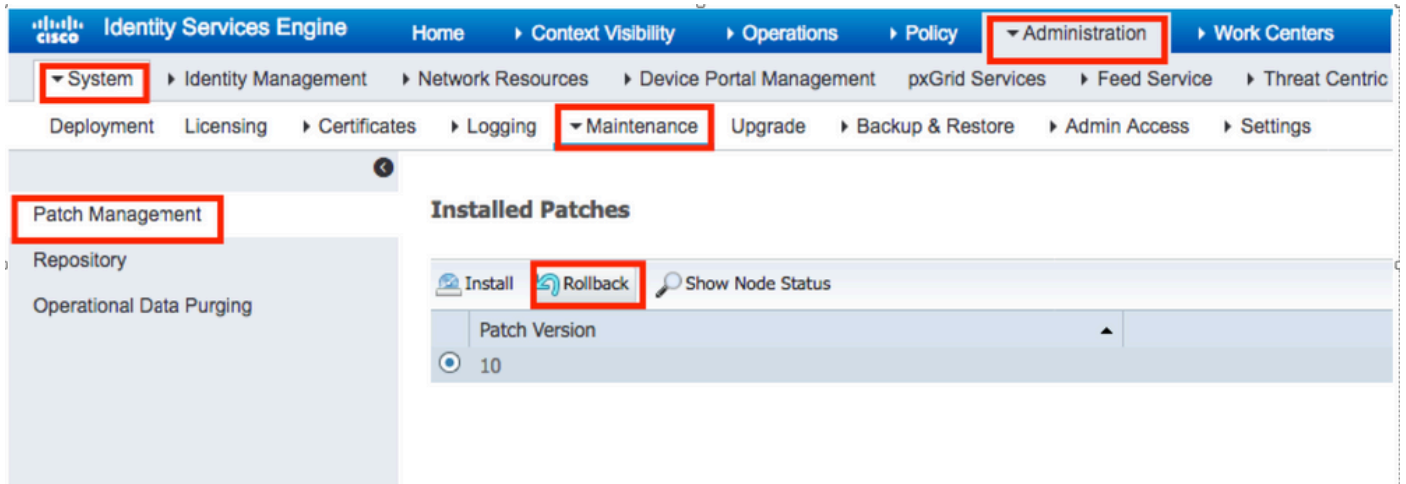 cisco Identity Services Engine Home Context Visibility Operations Policy Administration Work Centers
System Identity Management Network Resources Device Portal Management pxGrid Services Feed Service Threat Centric
Deployment Licensing Certificates Logging Maintenance Upgrade Backup & Restore Admin Access Settings
Patch Management
Repository
Operational Data Purging
Installed Patches
Install Rollback Show Node Status
Patch Version
10